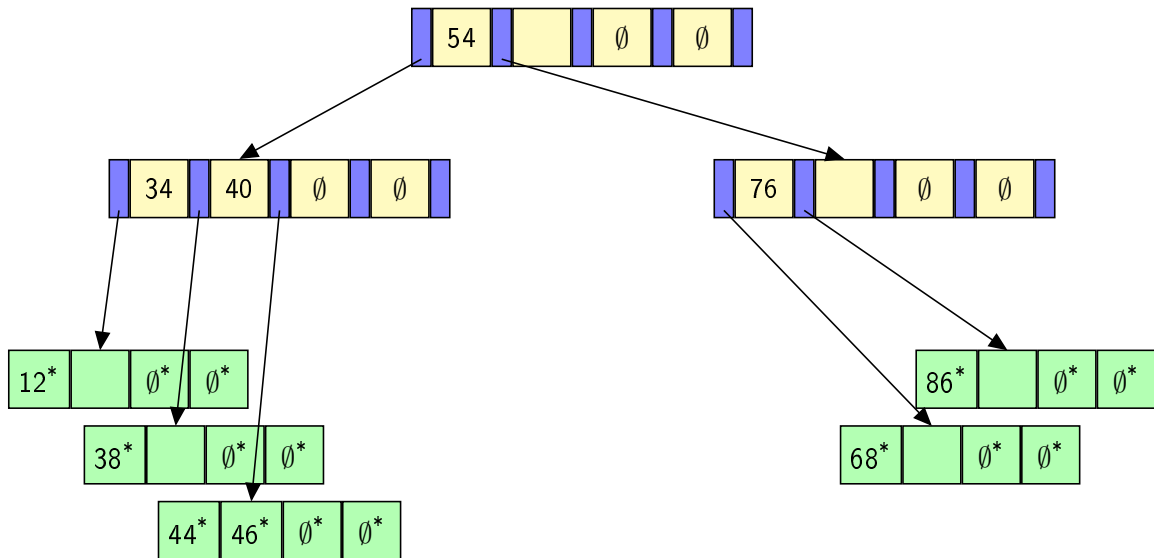 54 ∅ ∅
34 40 ∅ ∅
76 ∅ ∅
12* ∅* ∅*
86* ∅* ∅*
38* ∅* ∅*
68* ∅* ∅*
44* 46* ∅* ∅*